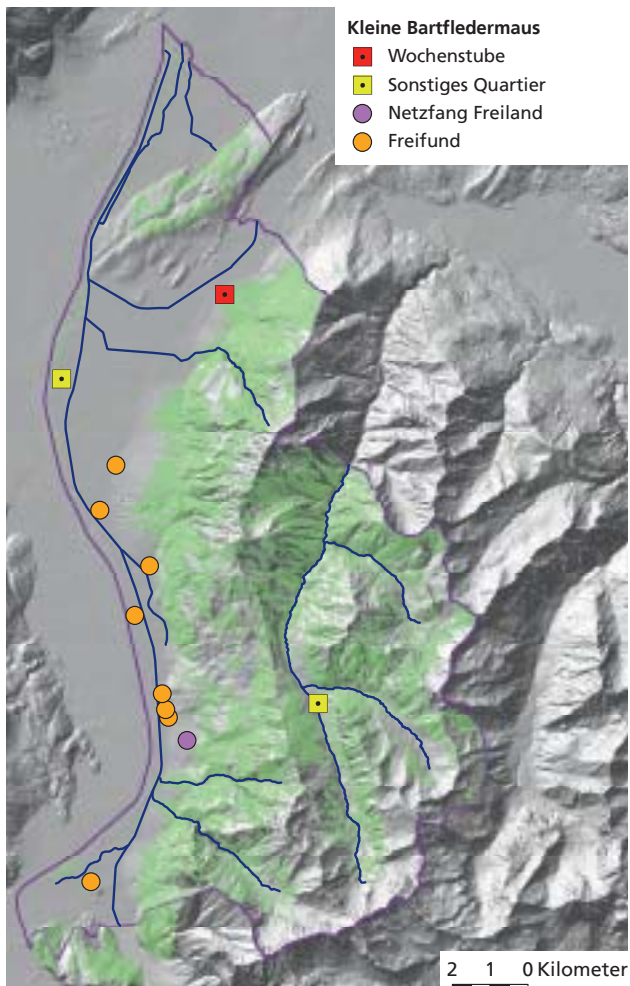 Kleine Bartfledermaus
Wochenstube
Sonstiges Quartier
Netzfang Freiland
Freifund
2 1 0 Kilometer